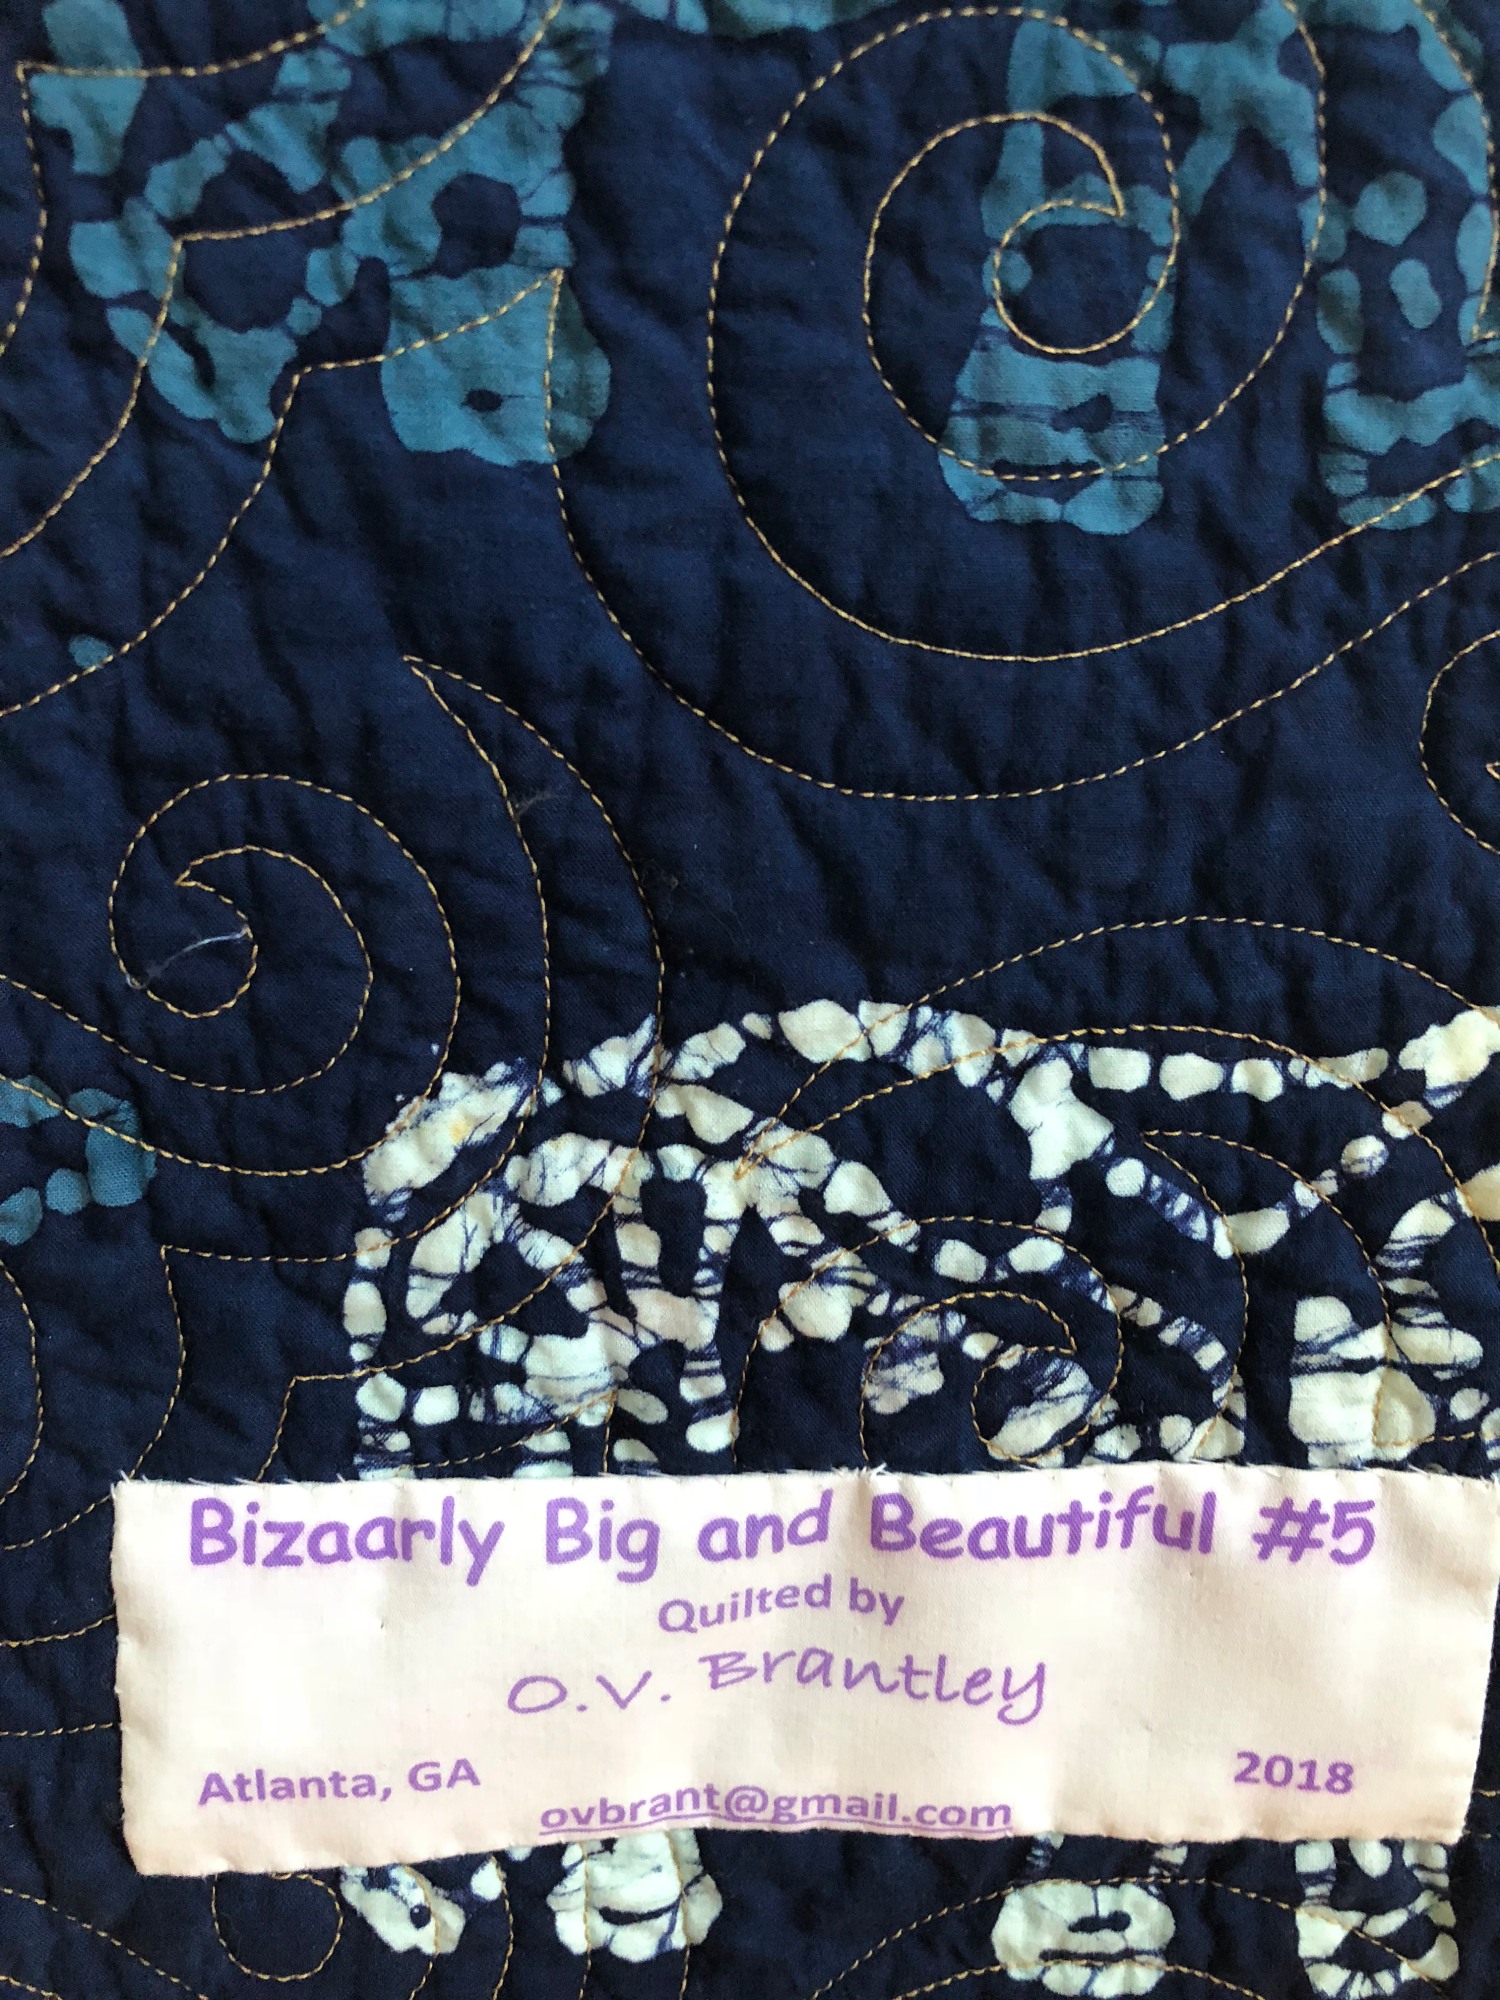 Bizaarly Big and Beautiful #5
Quilted by
O.V. Brantley
Atlanta, GA 2018
ovbrant@gmail.com